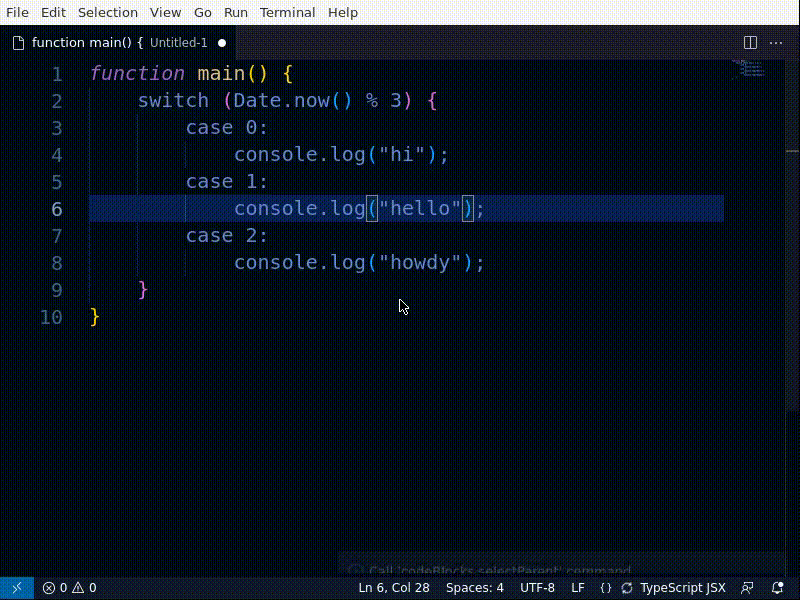 File Edit Selection View Go Run Terminal Help
function main() { Untitled-1
1 function main() {
2 switch (Date.now() % 3) {
3 case 0:
4 console.log("hi");
5 case 1:
6 console.log("hello");
7 case 2:
8 console.log("howdy");
9 }
10 }
Call 'codeBlocks.selectParent' command
0 0 Ln 6, Col 28 Spaces: 4 UTF-8 LF {} TypeScript JSX